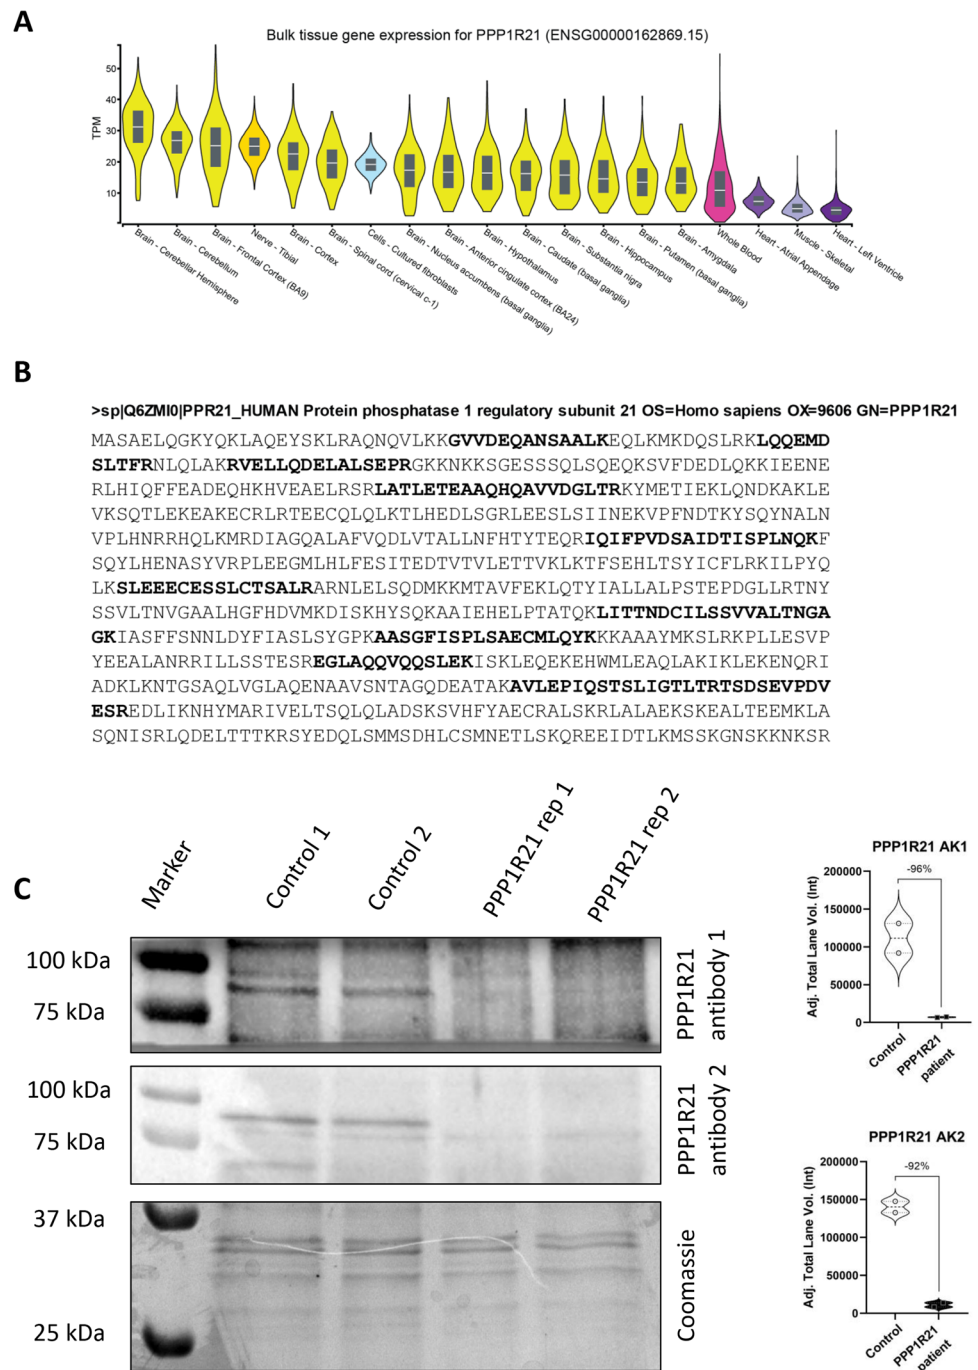 A
Bulk tissue gene expression for PPP1R21 (ENSG00000162869.15)
TPM
50
40
30
20
10
Brain - Cerebellar Hemisphere
Brain - Cerebellum
Brain - Frontal Cortex (BA9)
Nerve - Tibial
Brain - Cortex
Brain - Spinal cord (cervical c-1)
Cells - Cultured fibroblasts
Brain - Nucleus accumbens (basal ganglia)
Brain - Anterior cingulate cortex (BA24)
Brain - Hypothalamus
Brain - Caudate (basal ganglia)
Brain - Substantia nigra
Brain - Hippocampus
Brain - Putamen (basal ganglia)
Brain - Amygdala
Whole Blood
Heart - Atrial Appendage
Muscle - Skeletal
Heart - Left Ventricle
B
>sp|Q6ZMI0|PPR21_HUMAN Protein phosphatase 1 regulatory subunit 21 OS=Homo sapiens OX=9606 GN=PPP1R21
MASAELQGKYQKLAQEYSKLRAQNQVLKKGVVDEQANSAALKEQLKMKDQSLRKLQQEMD
SLTFRNLQLAKRVELLQDELALSEPRGKKNKKSGESSSQLSQEQKSVFDEDLQKKIEENE
RLHIQFFEADEQHKHVEAELRSRLATLETEAAQHQAVVDGLTRKYMETIEKLQNDKAKLE
VKSQTLEKEAKECRLRTEECQLQLKTLHEDLSGRLEESLSIINEKVPFNDTKYSQYNALN
VPLHNRRHQLKMRDIAGQALAFVQDLVTALLNFHTYTEQRIQIFPVDSAIDTISPLNQKF
SQYLHENASYVRPLEEGMLHLFESITEDTVTVLETTVKLKTFSEHLTSYICFLRKILPYQ
LKSLEEECESSLCTSALRARNLELSQDMKKMTAVFEKLQTYIALLALPSTEPDGLLRTNY
SSVLTNVGAALHGFHDVMKDISKHYSQKAAIEHELPTATQKLITTNDCILSSVVALTNGA
GKIASFFSNNLDYFIASLSYGPKAASGFISPLSAECMLQYKKKAAAYMKSLRKPLLESVP
YEEALANRRILLSSTESREGLAQQVQQSLEKISKLEQEKEHWMLEAQLAKIKLEKENQRI
ADKLKNTGSAQLVGLAQENAAVSNTAGQDEATAKAVLEPIQSTSLIGTLTRTSDSEVPDV
ESREDLIKNHYMARIVELTSQLQLADSKSVHFYAECRALSKRLALAEKSKEALTEEMKLA
SQNISRLQDELTTTKRSYEDQLSMMSDHLCSMNETLSKQREEIDTLKMSSKGNSKKNKSR
C
Marker
Control 1
Control 2
PPP1R21 rep 1
PPP1R21 rep 2
100 kDa
75 kDa
PPP1R21
antibody 1
100 kDa
75 kDa
PPP1R21
antibody 2
37 kDa
25 kDa
Coomassie
PPP1R21 AK1
-96%
Adj. Total Lane Vol. (Int)
200000
150000
100000
50000
0
Control
PPP1R21
patient
PPP1R21 AK2
-92%
Adj. Total Lane Vol. (Int)
200000
150000
100000
50000
0
Control
PPP1R21
patient